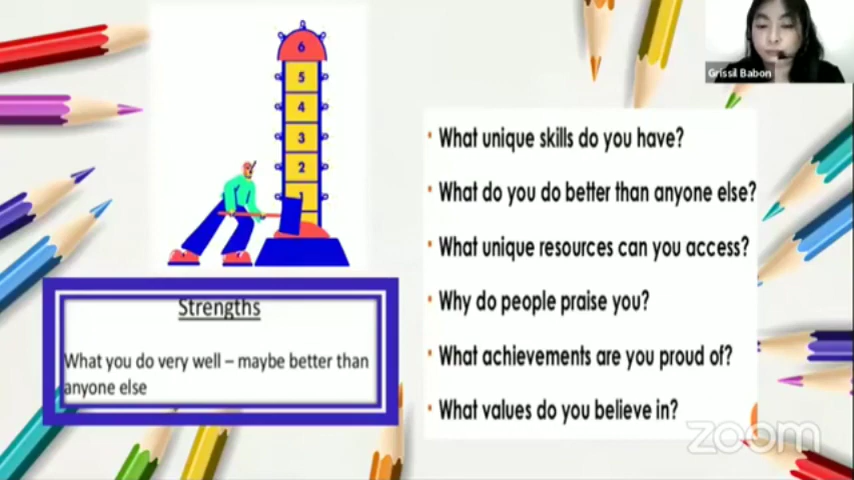 Grissil Babon
6
5
4
3
2
1
Strengths
What you do very well – maybe better than
anyone else
• What unique skills do you have?
• What do you do better than anyone else?
• What unique resources can you access?
• Why do people praise you?
• What achievements are you proud of?
• What values do you believe in?
zoom